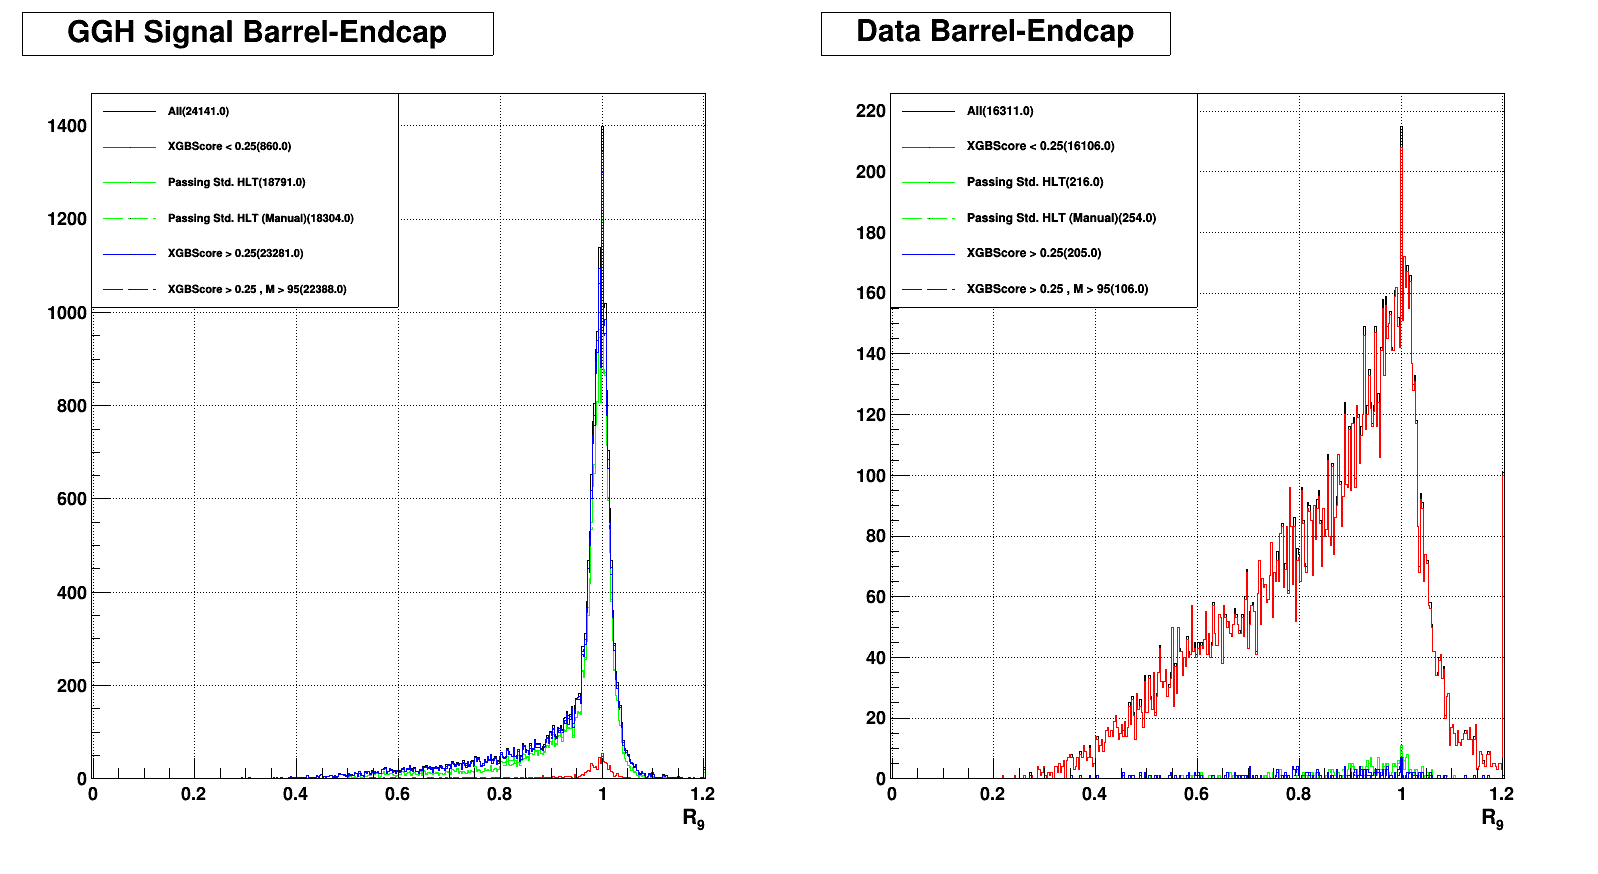 GGH Signal Barrel-Endcap
All(24141.0)
XGBScore < 0.25(860.0)
Passing Std. HLT(18791.0)
Passing Std. HLT (Manual)(18304.0)
XGBScore > 0.25(23281.0)
XGBScore > 0.25 , M > 95(22388.0)
1400
1200
1000
800
600
400
200
0
0 0.2 0.4 0.6 0.8 1 1.2
R9
Data Barrel-Endcap
All(16311.0)
XGBScore < 0.25(16106.0)
Passing Std. HLT(216.0)
Passing Std. HLT (Manual)(254.0)
XGBScore > 0.25(205.0)
XGBScore > 0.25 , M > 95(106.0)
220
200
180
160
140
120
100
80
60
40
20
0
0 0.2 0.4 0.6 0.8 1 1.2
R9